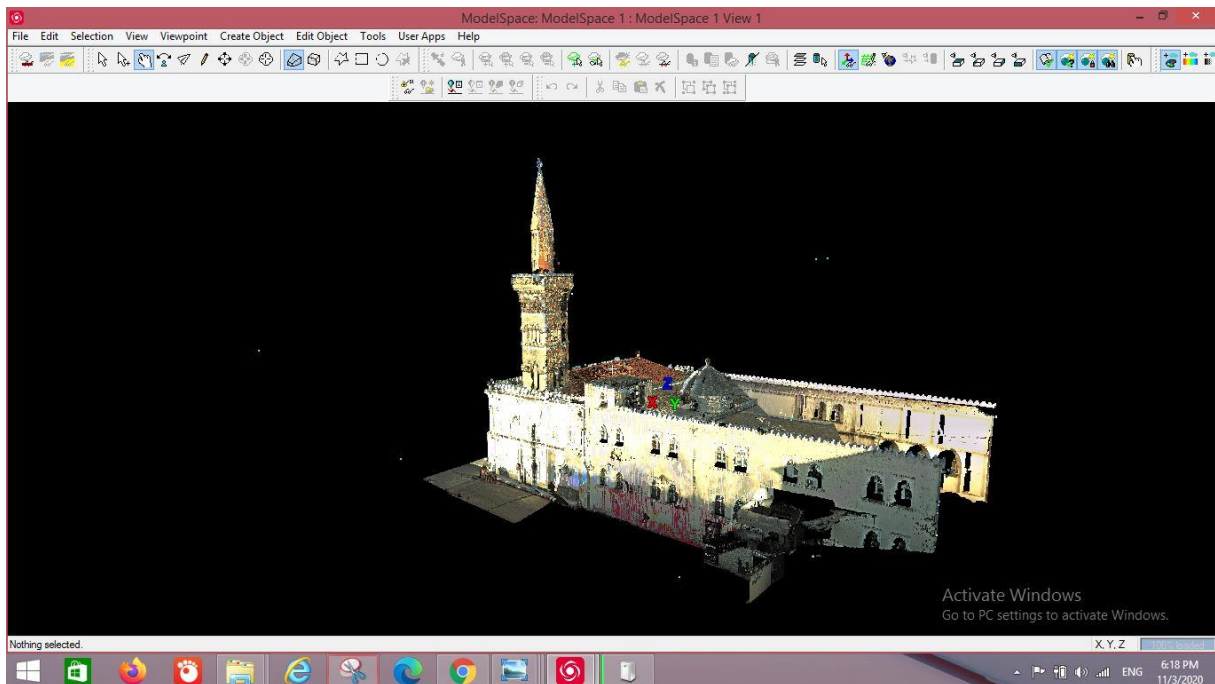 ModelSpace: ModelSpace 1 : ModelSpace 1 View 1
File Edit Selection View Viewpoint Create Object Edit Object Tools User Apps Help
Z
X Y
Activate Windows
Go to PC settings to activate Windows.
Nothing selected.
X, Y, Z
ENG
6:18 PM
11/3/2020